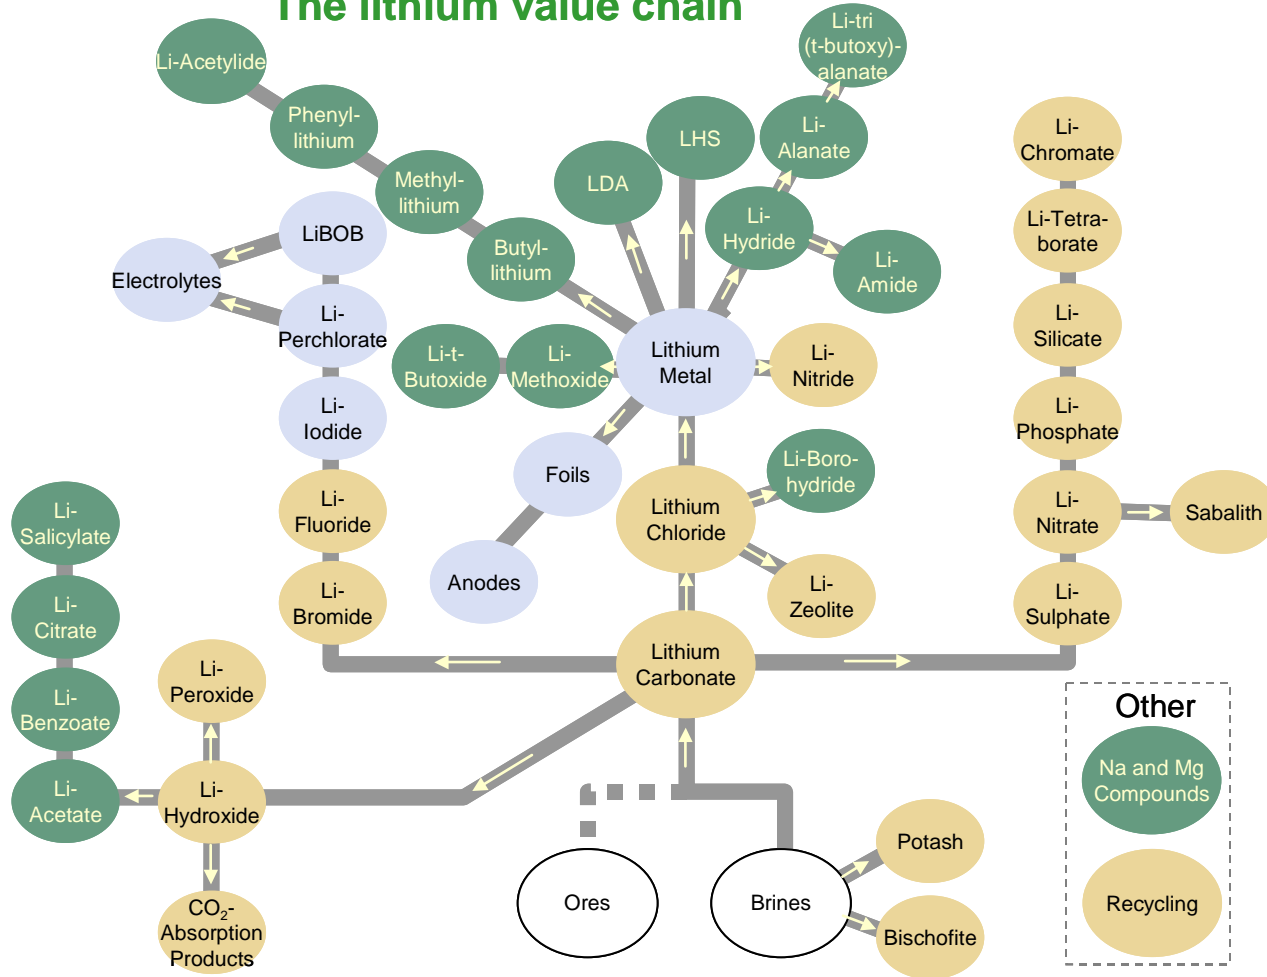 The lithium value chain
Li-Acetylide
Phenyl-
lithium
Methyl-
lithium
Butyl-
lithium
LDA
LHS
Li-tri
(t-butoxy)-
alanate
Li-
Alanate
Li-
Hydride
Li-
Amide
LiBOB
Electrolytes
Li-
Perchlorate
Li-
Iodide
Li-
Fluoride
Li-
Bromide
Li-t-
Butoxide
Li-
Methoxide
Lithium
Metal
Li-
Nitride
Foils
Anodes
Lithium
Chloride
Li-Boro-
hydride
Li-
Zeolite
Lithium
Carbonate
Li-
Chromate
Li-Tetra-
borate
Li-
Silicate
Li-
Phosphate
Li-
Nitrate
Sabalith
Li-
Sulphate
Li-
Salicylate
Li-
Citrate
Li-
Benzoate
Li-
Acetate
Li-
Peroxide
Li-
Hydroxide
CO₂-
Absorption
Products
Ores
Brines
Potash
Bischofite
Other
Na and Mg
Compounds
Recycling